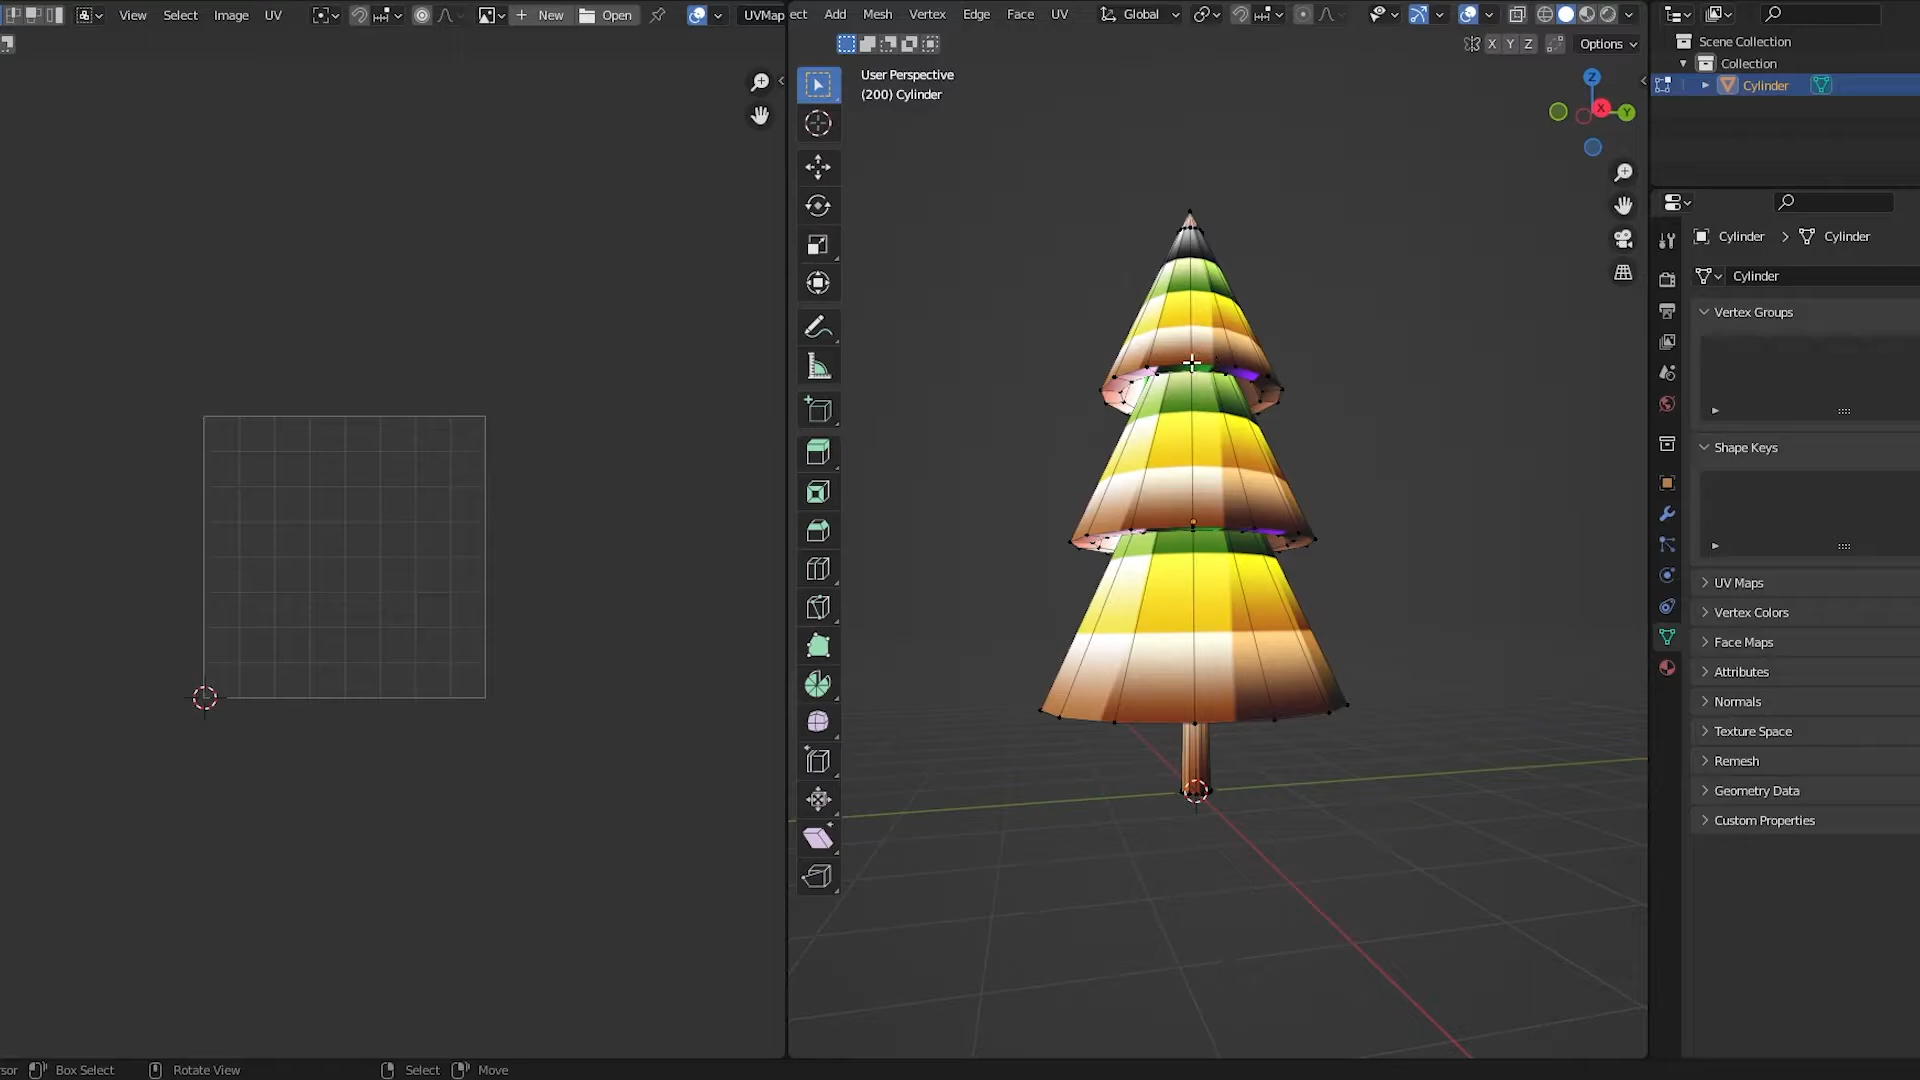 View Select Image UV New Open UVMap
ect Add Mesh Vertex Edge Face UV Global
X Y Z Options
User Perspective
(200) Cylinder
Z
X
Y
Scene Collection
Collection
Cylinder
Cylinder > Cylinder
Cylinder
Vertex Groups
Shape Keys
UV Maps
Vertex Colors
Face Maps
Attributes
Normals
Texture Space
Remesh
Geometry Data
Custom Properties
sor Box Select Rotate View Select Move